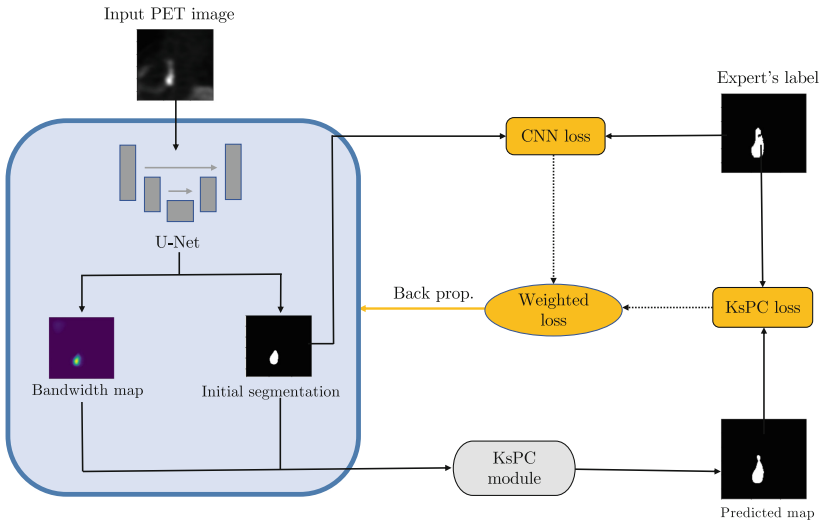 Input PET image
Expert's label
CNN loss
U-Net
Back prop.
Weighted
loss
KsPC loss
Bandwidth map
Initial segmentation
KsPC
module
Predicted map